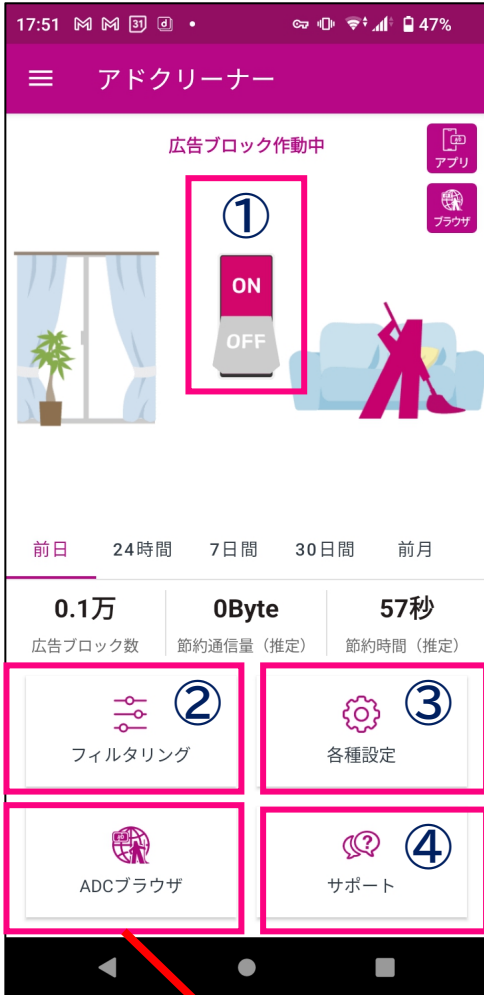 17:51 31 d • 47%
アドクリーナー
広告ブロック作動中
アプリ
ブラウザ
①
ON
OFF
前日 24時間 7日間 30日間 前月
0.1万 0Byte 57秒
広告ブロック数 節約通信量（推定） 節約時間（推定）
② ③
フィルタリング 各種設定
④
ADCブラウザ サポート